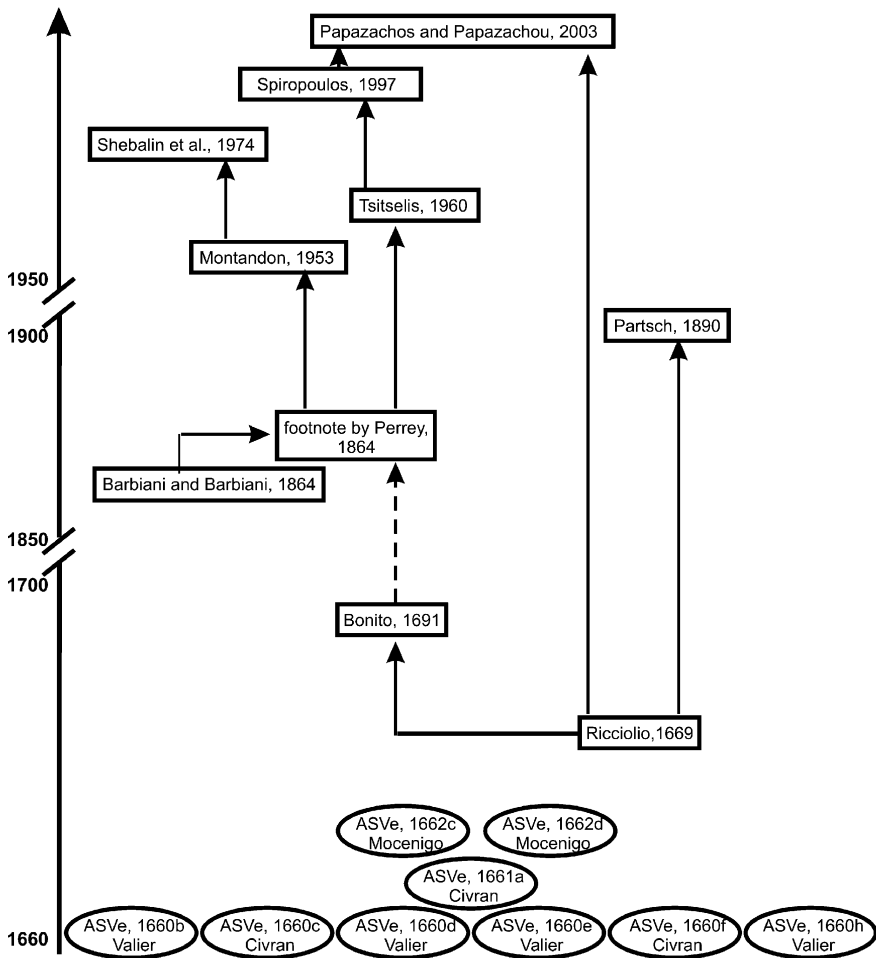 Papazachos and Papazachou, 2003
Spiropoulos, 1997
Shebalin et al., 1974
Tsitselis, 1960
Montandon, 1953
1950
1900
Partsch, 1890
footnote by Perrey,
1864
Barbiani and Barbiani, 1864
1850
1700
Bonito, 1691
Ricciolio,1669
ASVe, 1662c
Mocenigo
ASVe, 1662d
Mocenigo
ASVe, 1661a
Civran
1660
ASVe, 1660b
Valier
ASVe, 1660c
Civran
ASVe, 1660d
Valier
ASVe, 1660e
Valier
ASVe, 1660f
Civran
ASVe, 1660h
Valier